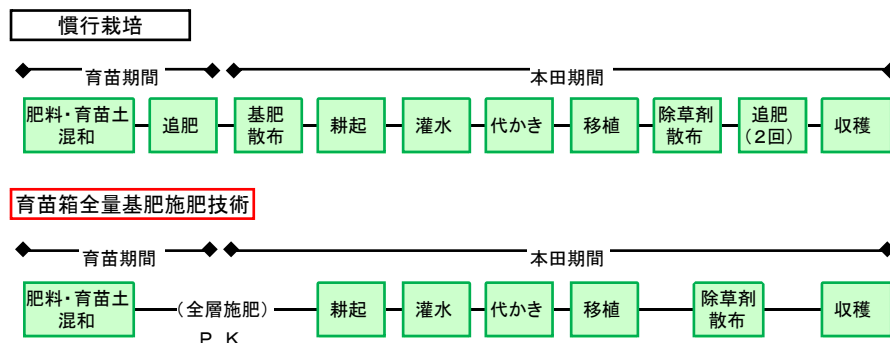 慣行栽培
育苗期間
本田期間
肥料・育苗土
混和
追肥
基肥
散布
耕起
灌水
代かき
移植
除草剤
散布
追肥
(2回)
収穫
育苗箱全量基肥施肥技術
育苗期間
本田期間
肥料・育苗土
混和
(全層施肥)
P K
耕起
灌水
代かき
移植
除草剤
散布
収穫